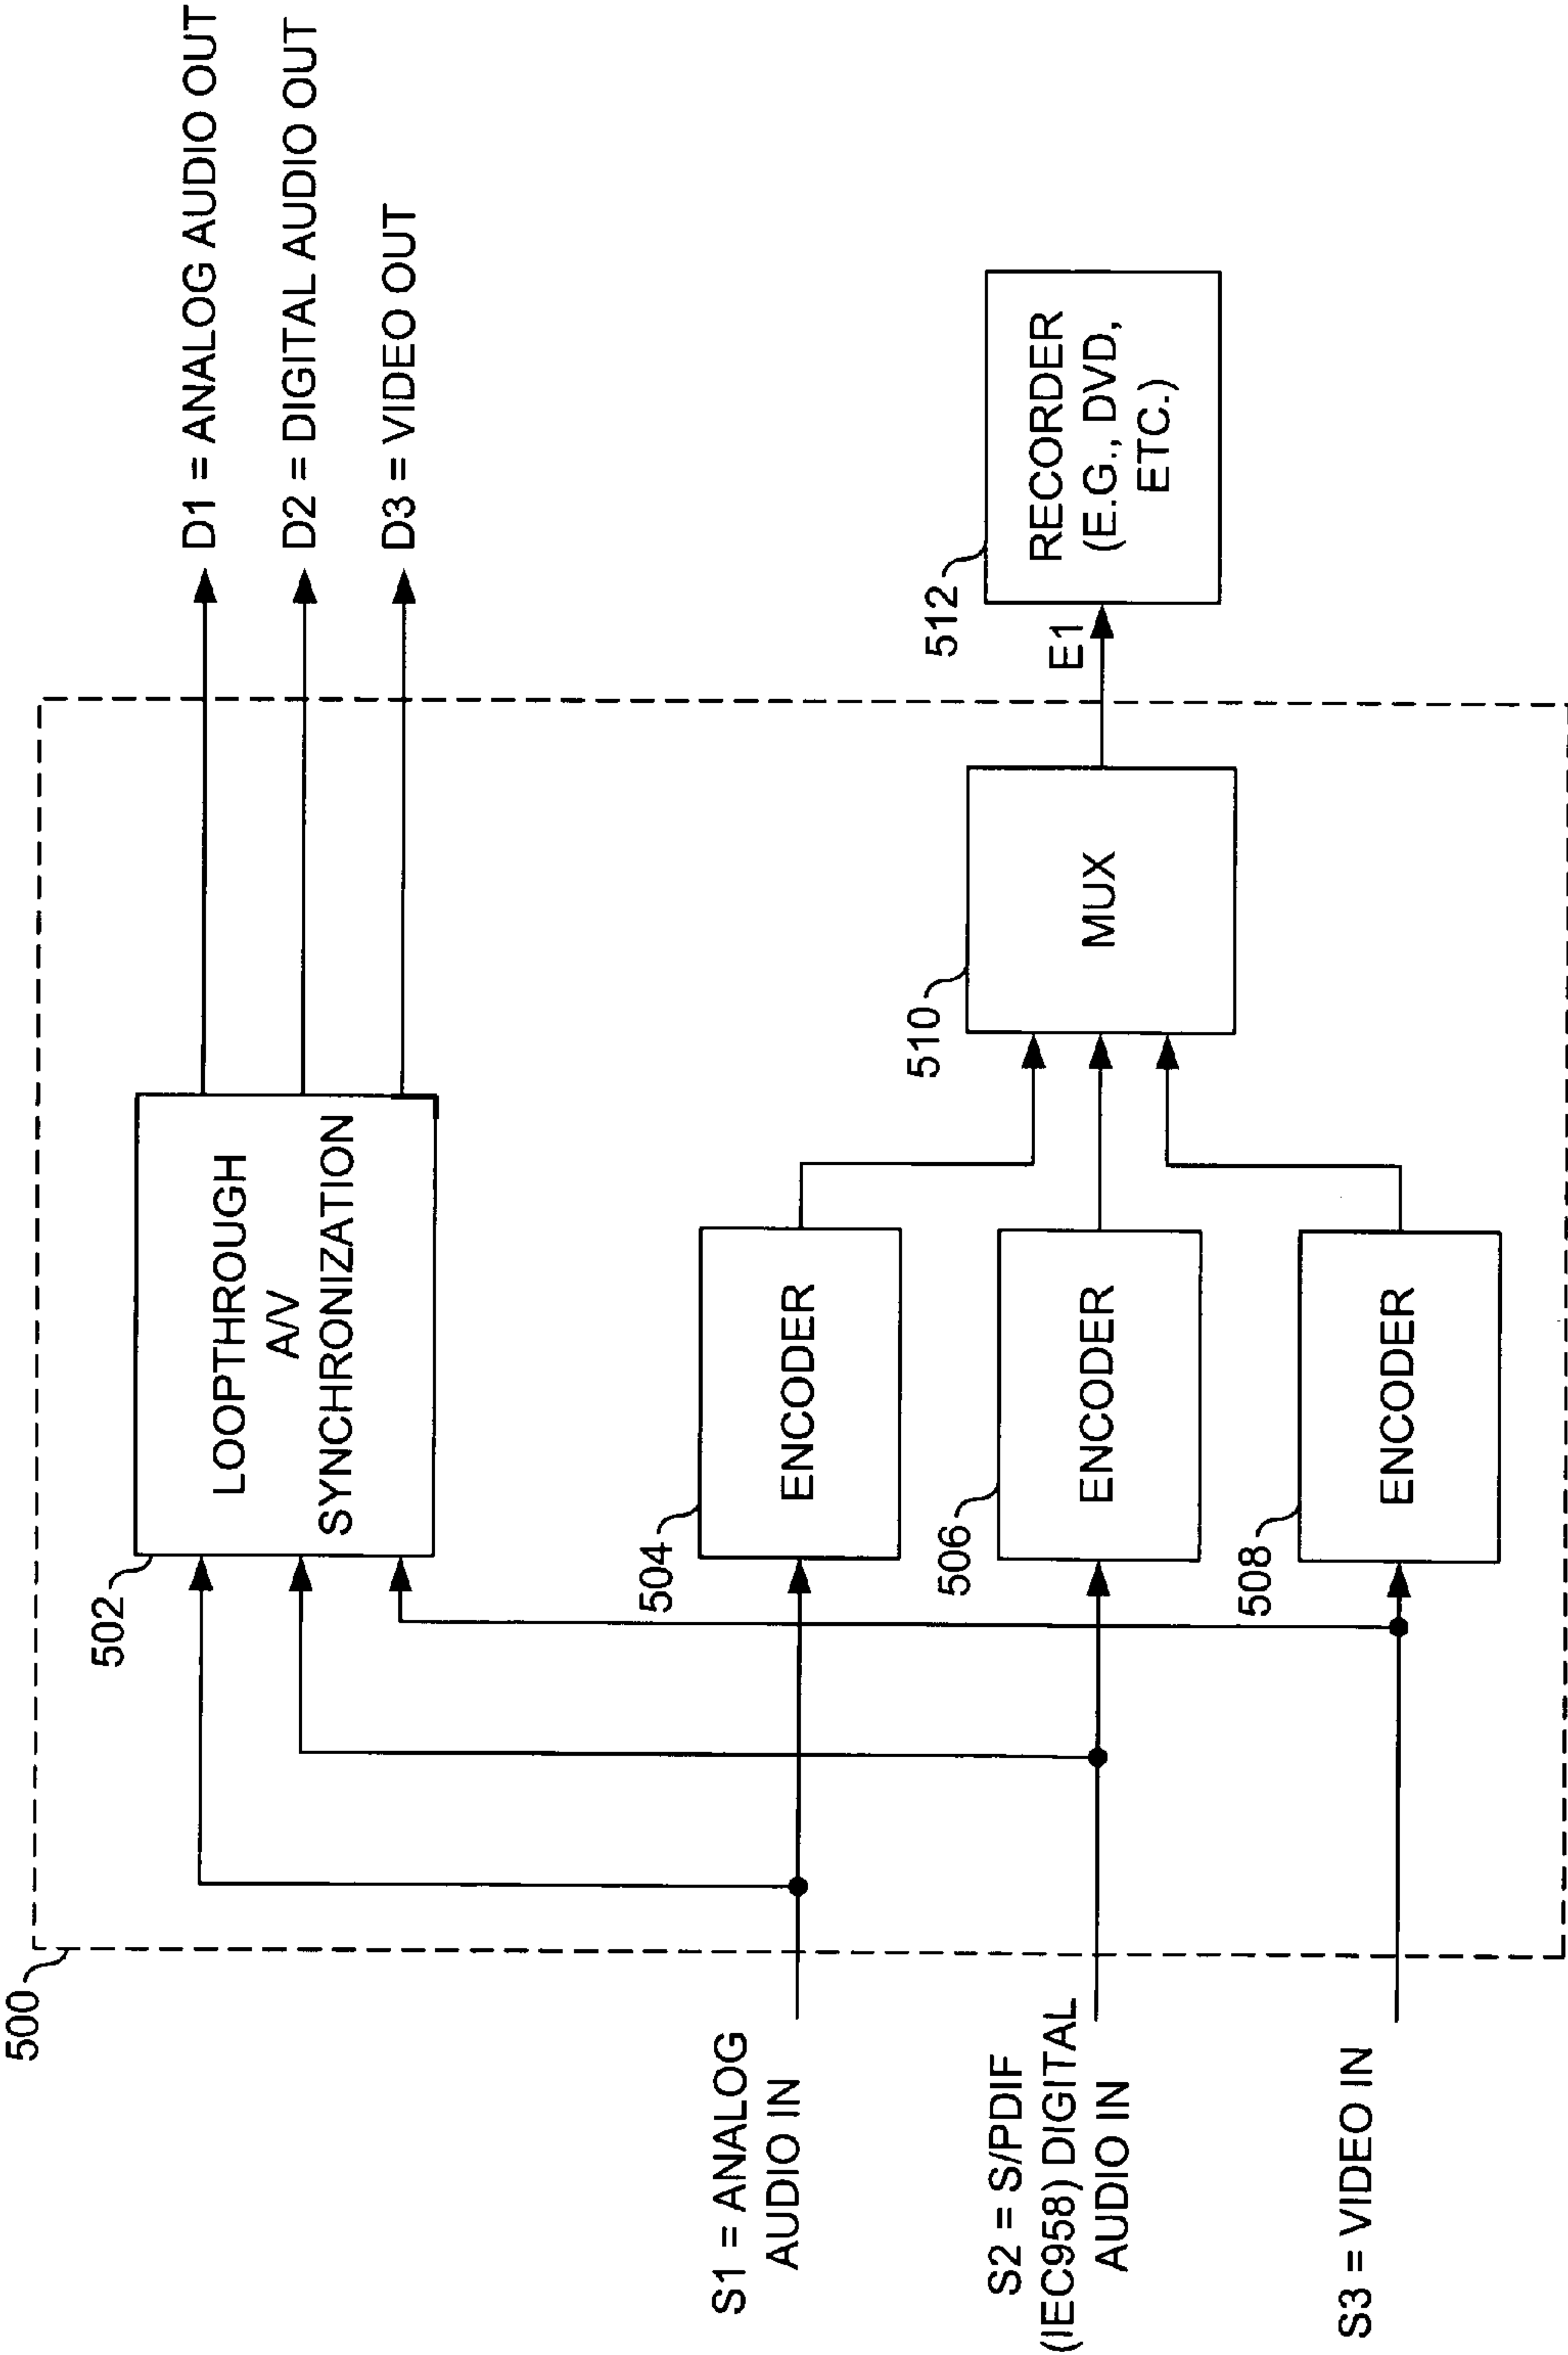 500
502
LOOPTHROUGH
A/V
SYNCHRONIZATION
D1 = ANALOG AUDIO OUT
D2 = DIGITAL AUDIO OUT
D3 = VIDEO OUT
S1 = ANALOG
AUDIO IN
504
ENCODER
S2 = S/PDIF
(IEC958) DIGITAL
AUDIO IN
506
ENCODER
S3 = VIDEO IN
508
ENCODER
510
MUX
E1
512
RECORDER
(E.G., DVD,
ETC.)